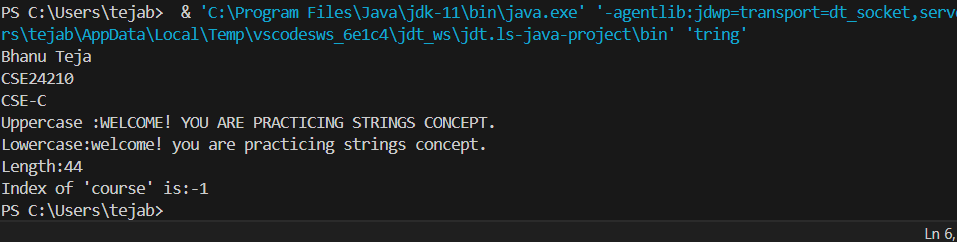 PS C:\Users\tejab>  & 'C:\Program Files\Java\jdk-11\bin\java.exe' '-agentlib:jdwp=transport=dt_socket,serve
rs\tejab\AppData\Local\Temp\vscodesws_6e1c4\jdt_ws\jdt.ls-java-project\bin' 'tring'
Bhanu Teja
CSE24210
CSE-C
Uppercase :WELCOME! YOU ARE PRACTICING STRINGS CONCEPT.
Lowercase:welcome! you are practicing strings concept.
Length:44
Index of 'course' is:-1
PS C:\Users\tejab>
Ln 6,